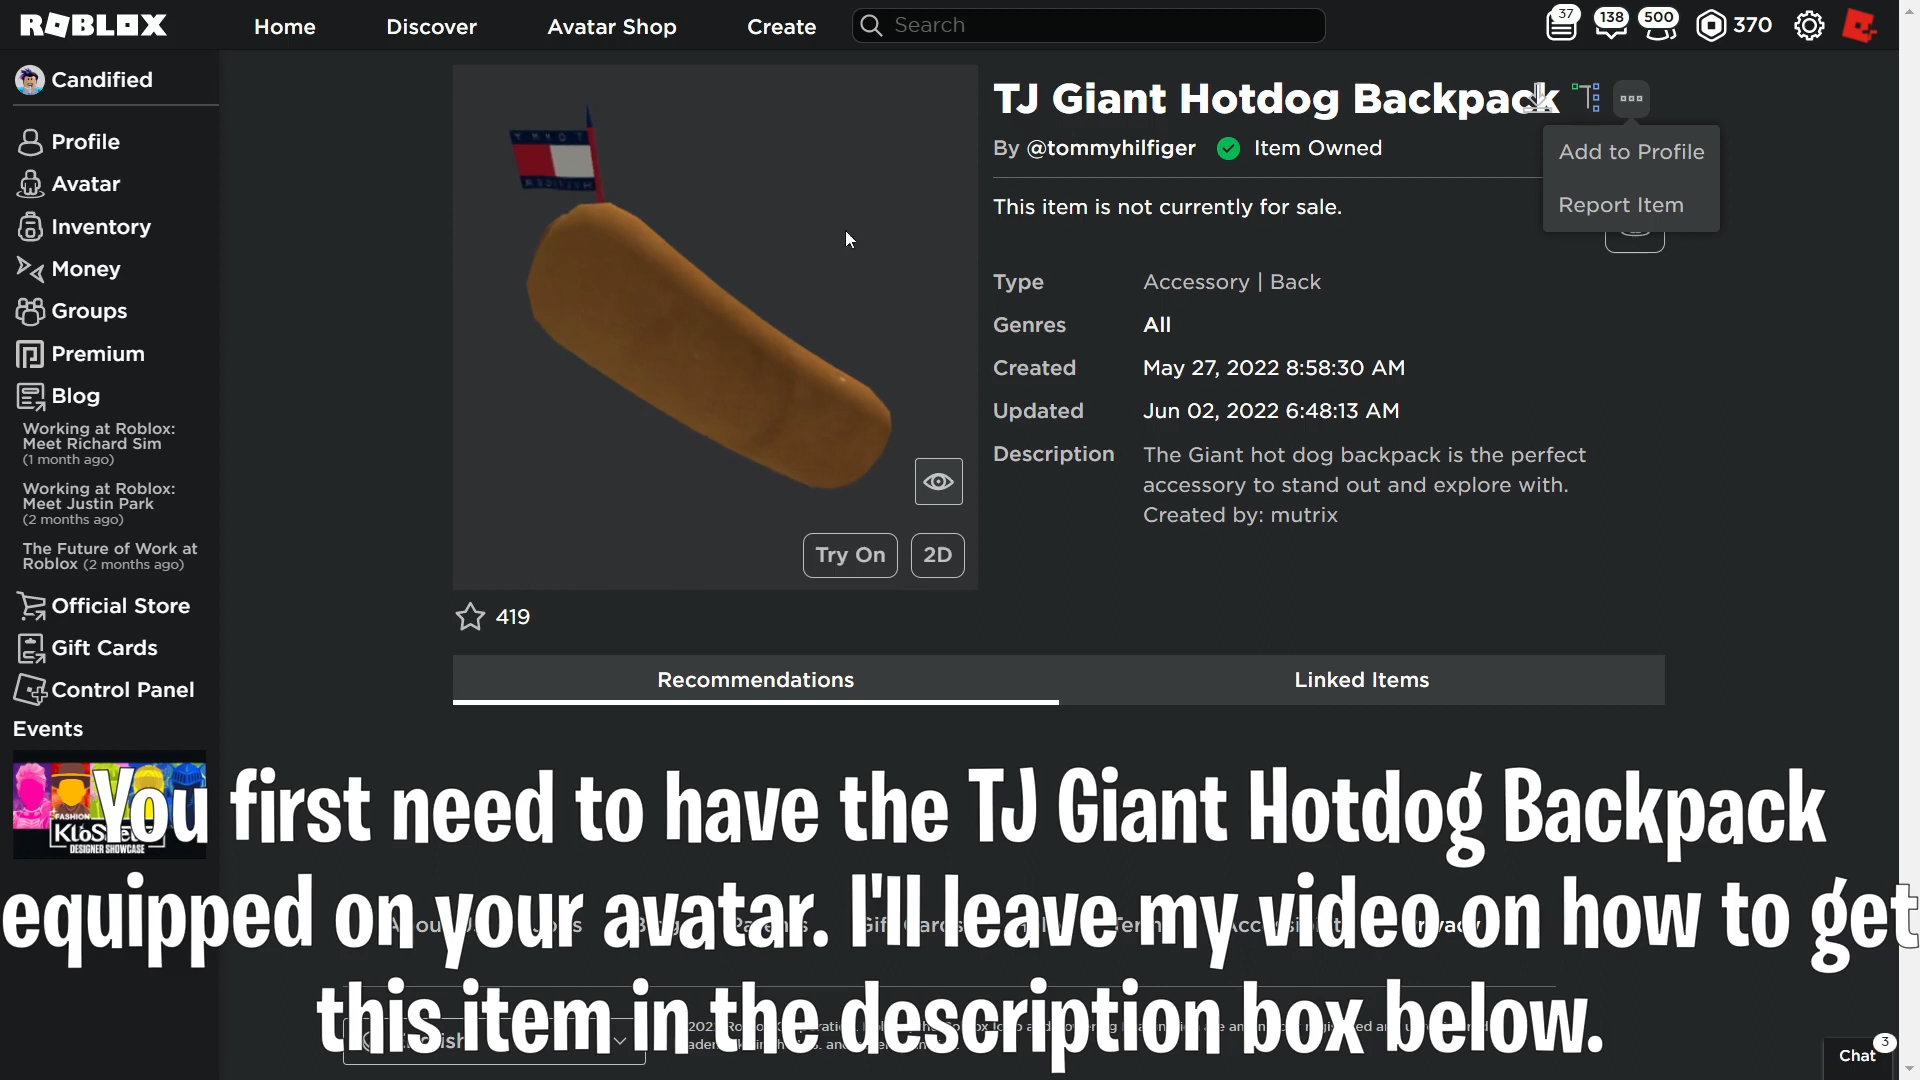 ROBLOX
Home
Discover
Avatar Shop
Create
Search
37
138
500
370
Candified
Profile
Avatar
Inventory
Money
Groups
Premium
Blog
Working at Roblox:
Meet Richard Sim
(1 month ago)
Working at Roblox:
Meet Justin Park
(2 months ago)
The Future of Work at
Roblox (2 months ago)
Official Store
Gift Cards
Control Panel
Events
FASHION
DESIGNER SHOWCASE
TOMMY
HILFIGER
TJ Giant Hotdog Backpack
By @tommyhilfiger
Item Owned
Add to Profile
Report Item
This item is not currently for sale.
Type
Accessory | Back
Genres
All
Created
May 27, 2022 8:58:30 AM
Updated
Jun 02, 2022 6:48:13 AM
Description
The Giant hot dog backpack is the perfect
accessory to stand out and explore with.
Created by: mutrix
Try On
2D
419
Recommendations
Linked Items
You first need to have the TJ Giant Hotdog Backpack
equipped on your avatar. I'll leave my video on how to get
this item in the description box below.
Chat
3